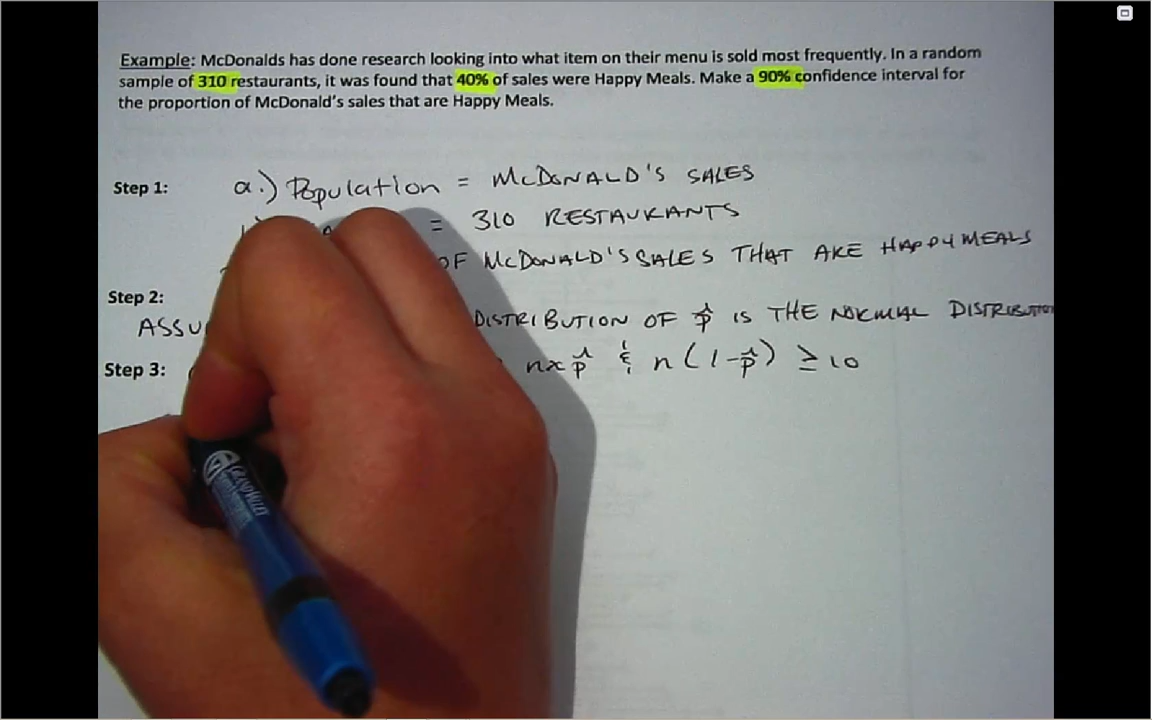 Example: McDonalds has done research looking into what item on their menu is sold most frequently. In a random
sample of 310 restaurants, it was found that 40% of sales were Happy Meals. Make a 90% confidence interval for
the proportion of McDonald's sales that are Happy Meals.
Step 1: a.) Population = McDONALD'S SALES
= 310 RESTAURANTS
OF McDONALD'S SALES THAT ARE HAPPY MEALS
Step 2:
ASSU DISTRIBUTION OF p̂ IS THE NORMAL DISTRIBUTION
Step 3: n×p̂ & n(1-p̂) ≥ 10